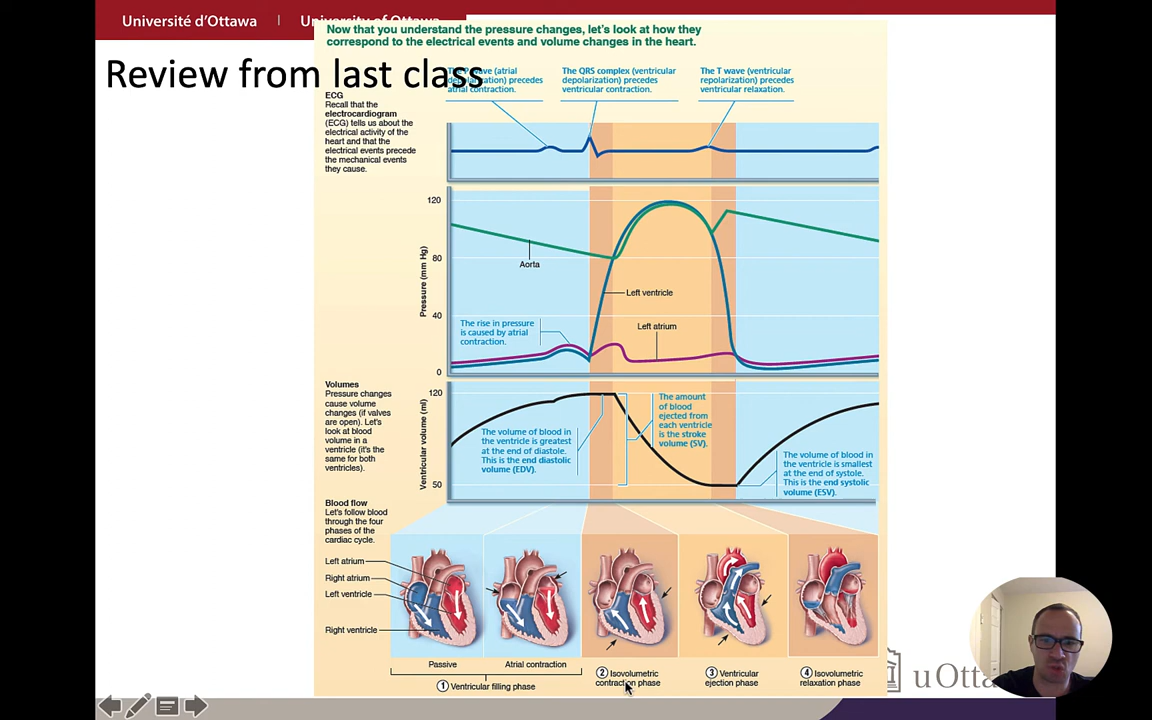 Université d'Ottawa | University of Ottawa
Now that you understand the pressure changes, let's look at how they
correspond to the electrical events and volume changes in the heart.
Review from last class
The P wave (atrial
depolarization) precedes
atrial contraction.
The QRS complex (ventricular
depolarization) precedes
ventricular contraction.
The T wave (ventricular
repolarization) precedes
ventricular relaxation.
ECG
Recall that the
electrocardiogram
(ECG) tells us about the
electrical activity of the
heart and that the
electrical events precede
the mechanical events
they cause.
120
80
40
0
Pressure (mm Hg)
Aorta
Left ventricle
Left atrium
The rise in pressure
is caused by atrial
contraction.
Volumes
Pressure changes
cause volume
changes (if valves
are open). Let's
look at blood
volume in a
ventricle (it's the
same for both
ventricles).
120
50
Ventricular volume (ml)
The volume of blood in
the ventricle is greatest
at the end of diastole.
This is the end diastolic
volume (EDV).
The amount
of blood
ejected from
each ventricle
is the stroke
volume (SV).
The volume of blood in
the ventricle is smallest
at the end of systole.
This is the end systolic
volume (ESV).
Blood flow
Let's follow blood
through the four
phases of the
cardiac cycle.
Left atrium
Right atrium
Left ventricle
Right ventricle
Passive
Atrial contraction
1 Ventricular filling phase
2 Isovolumetric
contraction phase
3 Ventricular
ejection phase
4 Isovolumetric
relaxation phase